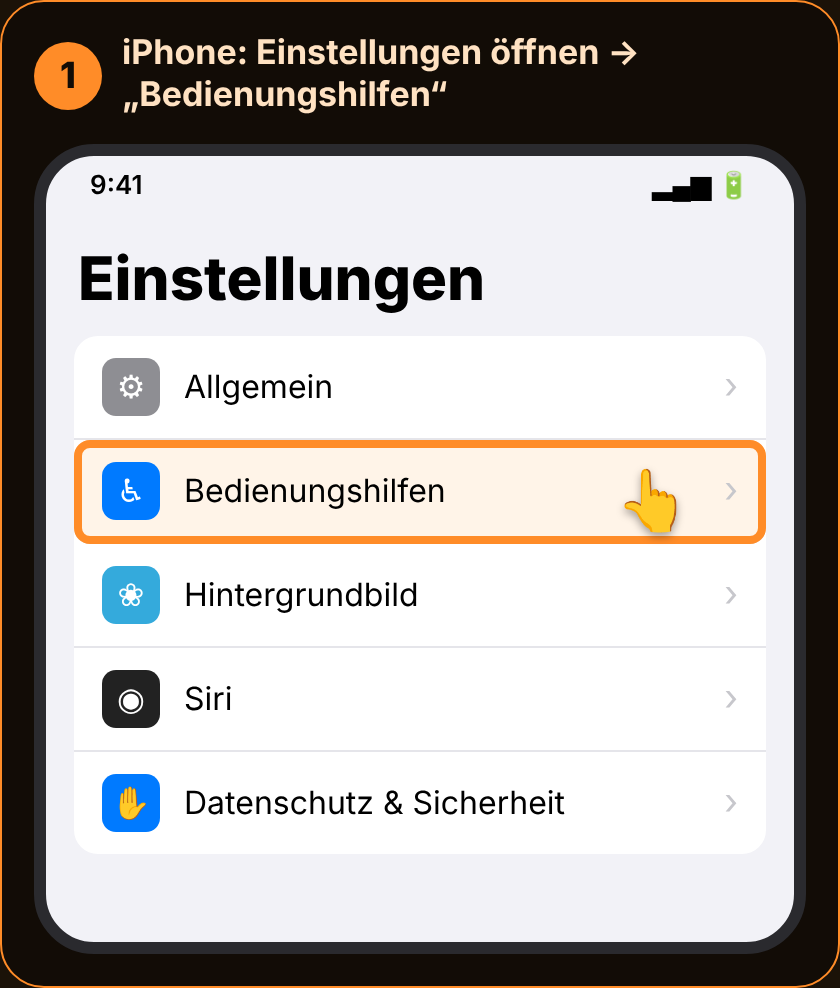 1
iPhone: Einstellungen öffnen →
„Bedienungshilfen“
9:41
Einstellungen
Allgemein
Bedienungshilfen
Hintergrundbild
Siri
Datenschutz & Sicherheit